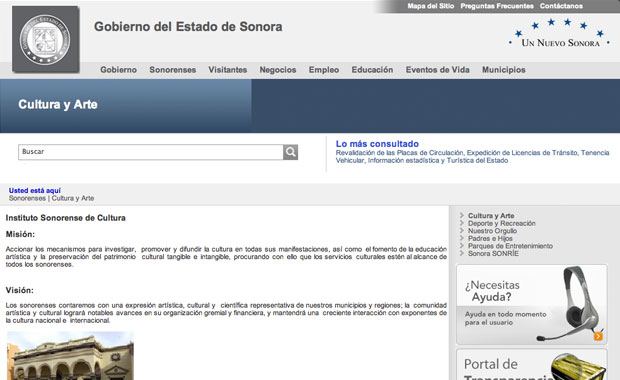 Mapa del Sitio Preguntas Frecuentes Contáctanos
Gobierno del Estado de Sonora
UN NUEVO SONORA
Gobierno Sonorenses Visitantes Negocios Empleo Educación Eventos de Vida Municipios
Cultura y Arte
Buscar
Lo más consultado
Revalidación de las Placas de Circulación, Expedición de Licencias de Tránsito, Tenencia
Vehicular, Información estadística y Turística del Estado
Usted está aquí
Sonorenses | Cultura y Arte
Instituto Sonorense de Cultura
Misión:
Accionar los mecanismos para investigar, promover y difundir la cultura en todas sus manifestaciones, así como el fomento de la educación
artística y la preservación del patrimonio cultural tangible e intangible, procurando con ello que los servicios culturales estén al alcance de
todos los sonorenses.
Visión:
Los sonorenses contaremos con una expresión artística, cultural y científica representativa de nuestros municipios y regiones; la comunidad
artística y cultural logrará notables avances en su organización gremial y financiera, y mantendrá una creciente interacción con exponentes de
la cultura nacional e internacional.
Cultura y Arte
Deporte y Recreación
Nuestro Orgullo
Padres e Hijos
Parques de Entretenimiento
Sonora SONRÍE
¿Necesitas
Ayuda?
Ayuda en todo momento
para el usuario
Portal de
Transparencia